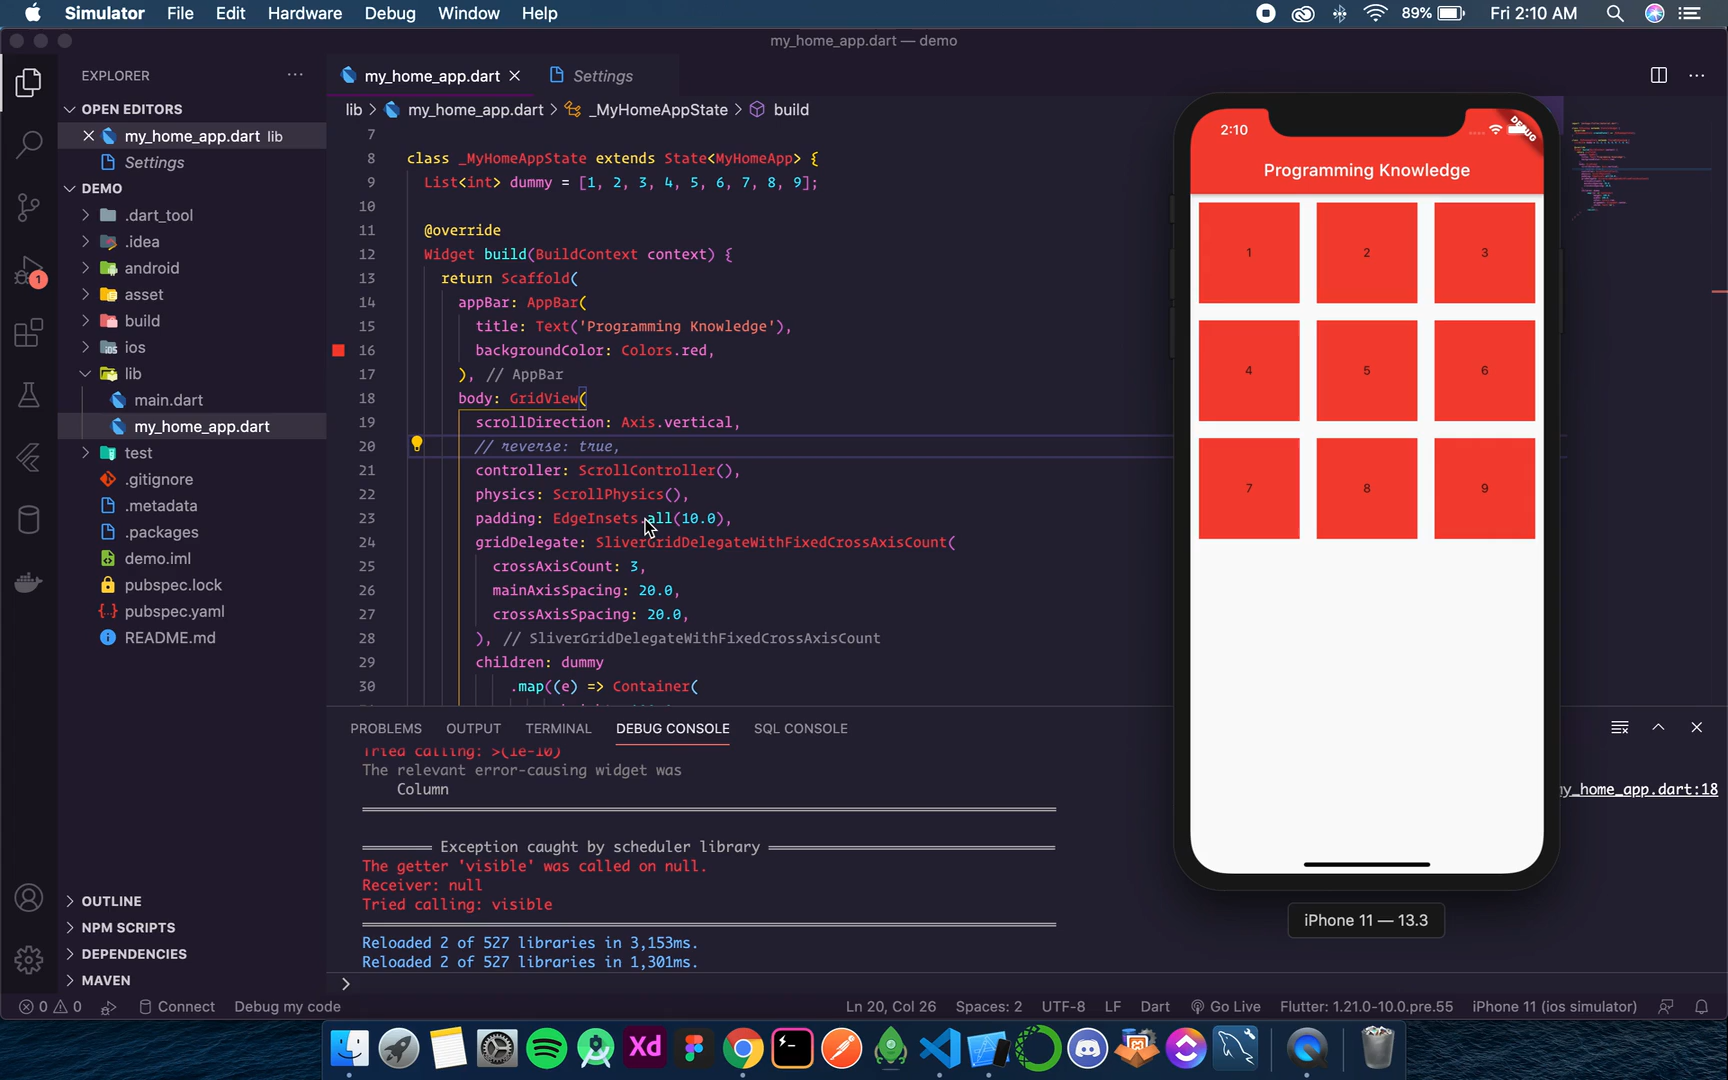 Simulator File Edit Hardware Debug Window Help
89% Fri 2:10 AM
my_home_app.dart — demo
EXPLORER
OPEN EDITORS
my_home_app.dart lib
Settings
DEMO
.dart_tool
.idea
android
asset
build
ios
lib
main.dart
my_home_app.dart
test
.gitignore
.metadata
.packages
demo.iml
pubspec.lock
pubspec.yaml
README.md
OUTLINE
NPM SCRIPTS
DEPENDENCIES
MAVEN
1
my_home_app.dart Settings
lib > my_home_app.dart > _MyHomeAppState > build
7
8 class _MyHomeAppState extends State<MyHomeApp> {
9 List<int> dummy = [1, 2, 3, 4, 5, 6, 7, 8, 9];
10
11 @override
12 Widget build(BuildContext context) {
13 return Scaffold(
14 appBar: AppBar(
15 title: Text('Programming Knowledge'),
16 backgroundColor: Colors.red,
17 ), // AppBar
18 body: GridView(
19 scrollDirection: Axis.vertical,
20 // reverse: true,
21 controller: ScrollController(),
22 physics: ScrollPhysics(),
23 padding: EdgeInsets.all(10.0),
24 gridDelegate: SliverGridDelegateWithFixedCrossAxisCount(
25 crossAxisCount: 3,
26 mainAxisSpacing: 20.0,
27 crossAxisSpacing: 20.0,
28 ), // SliverGridDelegateWithFixedCrossAxisCount
29 children: dummy
30 .map((e) => Container(
PROBLEMS OUTPUT TERMINAL DEBUG CONSOLE SQL CONSOLE
Tried calling: >(1e-10)
The relevant error-causing widget was
Column
y_home_app.dart:18
Exception caught by scheduler library
The getter 'visible' was called on null.
Receiver: null
Tried calling: visible
Reloaded 2 of 527 libraries in 3,153ms.
Reloaded 2 of 527 libraries in 1,301ms.
2:10
DEBUG
Programming Knowledge
1 2 3
4 5 6
7 8 9
iPhone 11 — 13.3
0 0 Connect Debug my code Ln 20, Col 26 Spaces: 2 UTF-8 LF Dart Go Live Flutter: 1.21.0-10.0.pre.55 iPhone 11 (ios simulator)
Xd